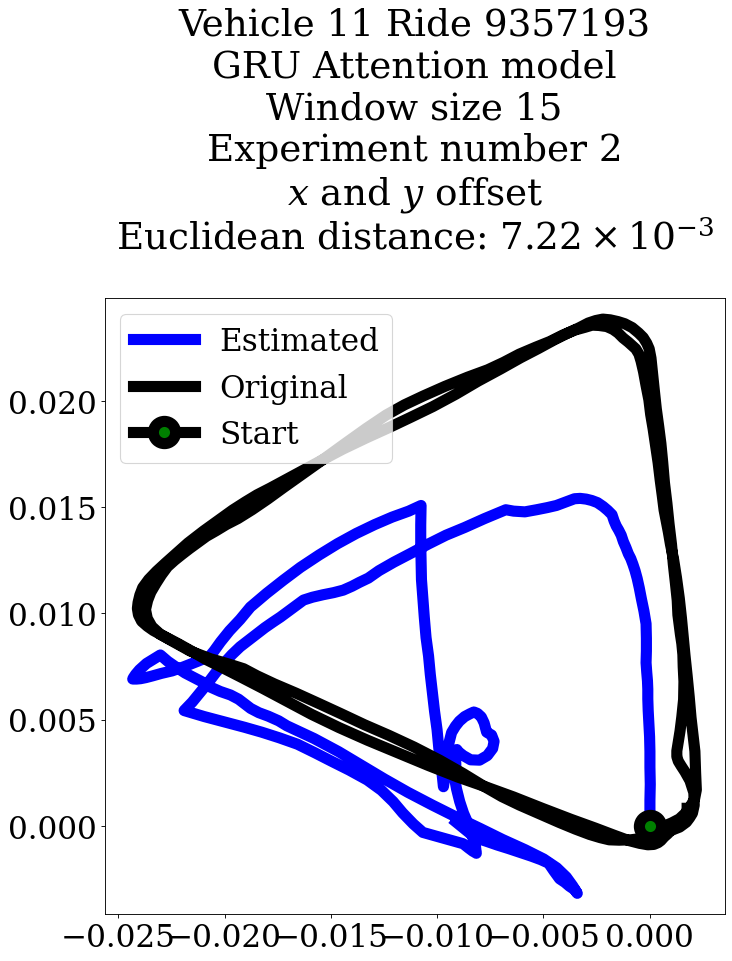 Vehicle 11 Ride 9357193
GRU Attention model
Window size 15
Experiment number 2
x and y offset
Euclidean distance: 7.22 × 10⁻³
Estimated
Original
Start
0.020
0.015
0.010
0.005
0.000
−0.025 −0.020 −0.015 −0.010 −0.005 0.000